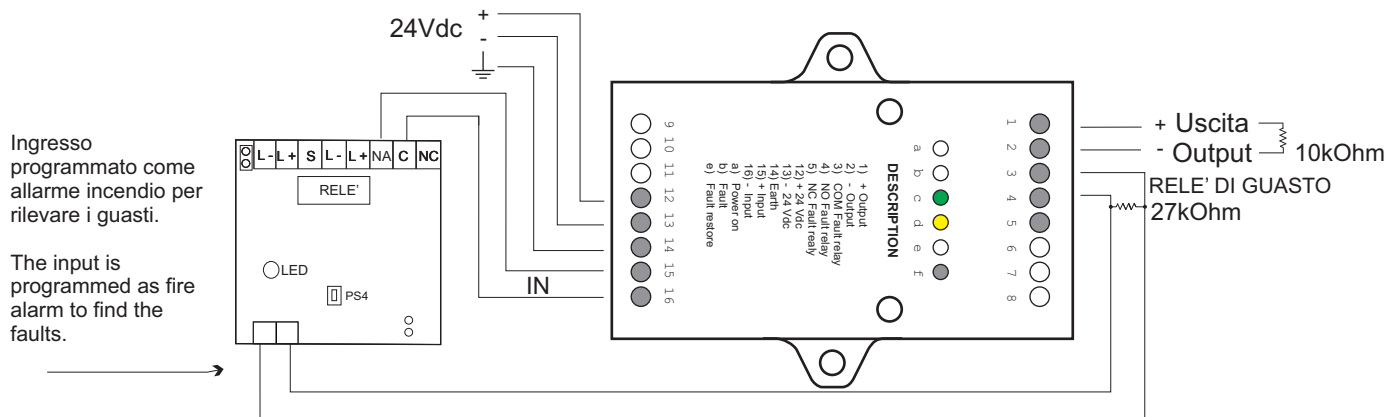 24Vdc
+
-
Ingresso
programmato come
allarme incendio per
rilevare i guasti.
The input is
programmed as fire
alarm to find the
faults.
L - L + S L - L + NA C NC
RELE'
LED
PS4
IN
9
10
11
12
13
14
15
16
DESCRIPTION
1) + Output
2) - Output
3) COM Fault relay
4) NO Fault relay
5) NC Fault realy
12) + 24 Vdc
13) - 24 Vdc
14) Earth
15) + Input
16) - Input
a) Power on
b) Fault
e) Fault restore
a
b
c
d
e
f
1
2
3
4
5
6
7
8
+ Uscita
- Output
10kOhm
RELE' DI GUASTO
27kOhm